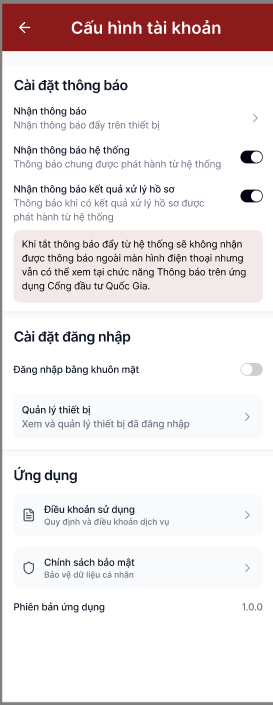 Cấu hình tài khoản
Cài đặt thông báo
Nhận thông báo
Nhận thông báo đẩy trên thiết bị
Nhận thông báo hệ thống
Thông báo chung được phát hành từ hệ thống
Nhận thông báo kết quả xử lý hồ sơ
Thông báo khi có kết quả xử lý hồ sơ được
phát hành từ hệ thống
Khi tắt thông báo đẩy từ hệ thống sẽ không nhận
được thông báo ngoài màn hình điện thoại nhưng
vẫn có thể xem tại chức năng Thông báo trên ứng
dụng Cổng đầu tư Quốc Gia.
Cài đặt đăng nhập
Đăng nhập bằng khuôn mặt
Quản lý thiết bị
Xem và quản lý thiết bị đã đăng nhập
Ứng dụng
Điều khoản sử dụng
Quy định và điều khoản dịch vụ
Chính sách bảo mật
Bảo vệ dữ liệu cá nhân
Phiên bản ứng dụng 1.0.0